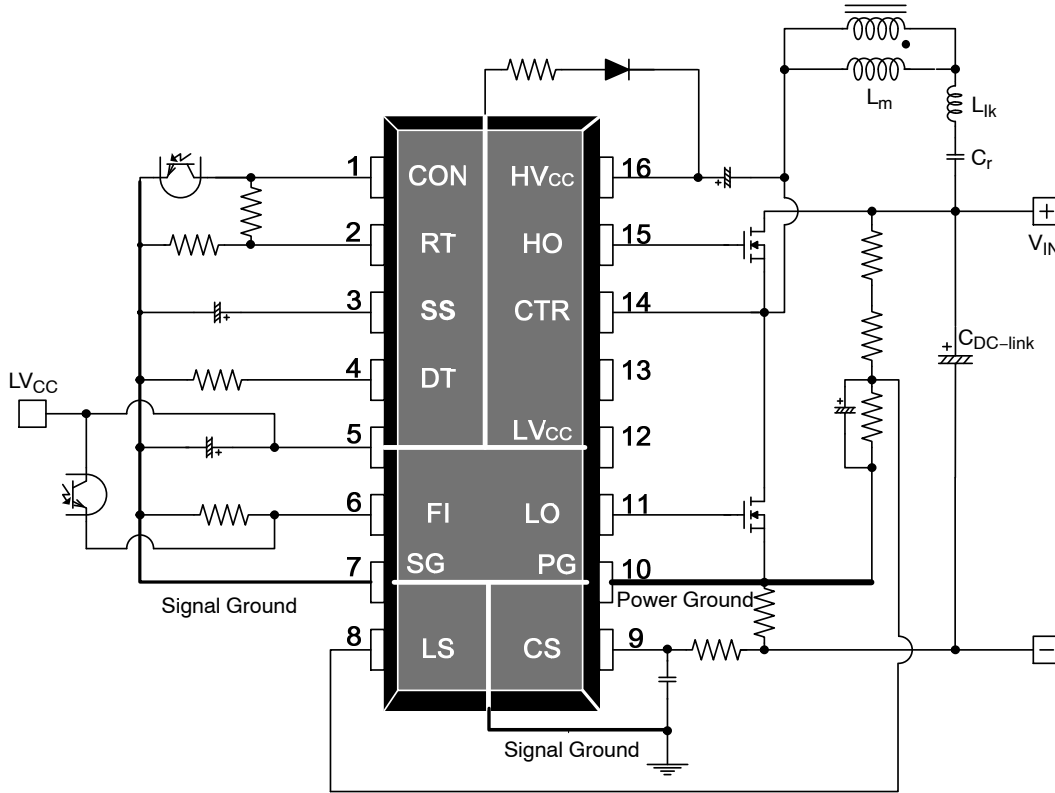 Lm
Llk
Cr
1 CON HVCC 16
2 RT HO 15
VIN
+
3 SS CTR 14
4 DT 13
CDC-link
LVCC
5 LVCC 12
6 FI LO 11
7 SG PG 10
Signal Ground
Power Ground
8 LS CS 9
−
Signal Ground